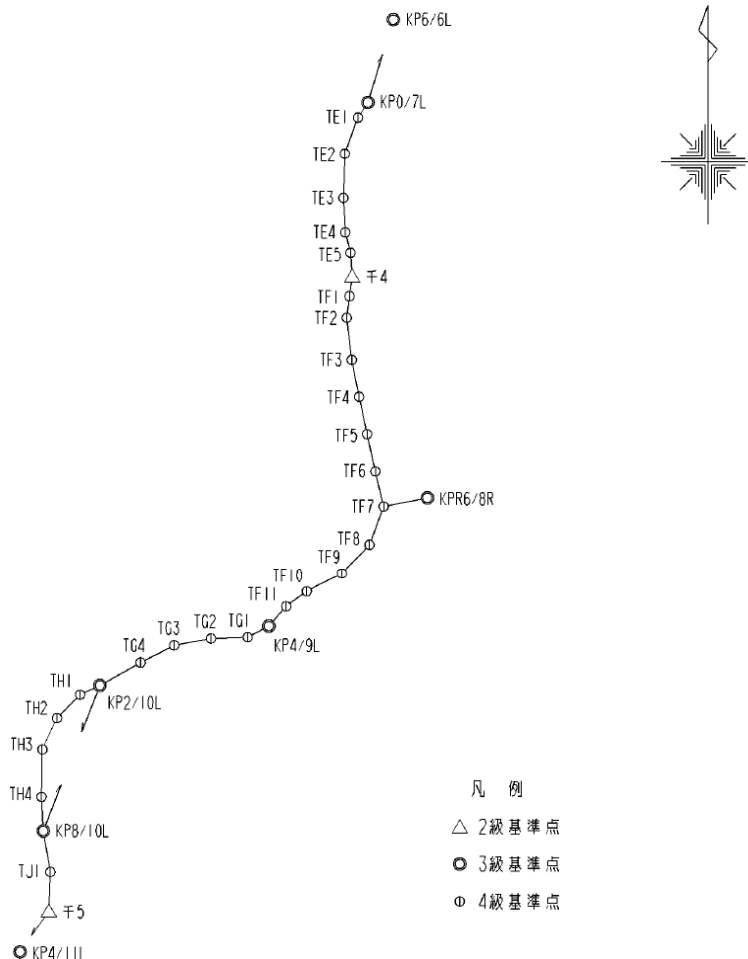 KP6/6L
KP0/7L
TE1
TE2
TE3
TE4
TE5
千4
TF1
TF2
TF3
TF4
TF5
TF6
TF7
KPR6/8R
TF8
TF9
TF10
TF11
KP4/9L
TG1
TG2
TG3
TG4
KP2/10L
TH1
TH2
TH3
TH4
KP8/10L
TJ1
千5
凡 例
2級基準点
3級基準点
4級基準点